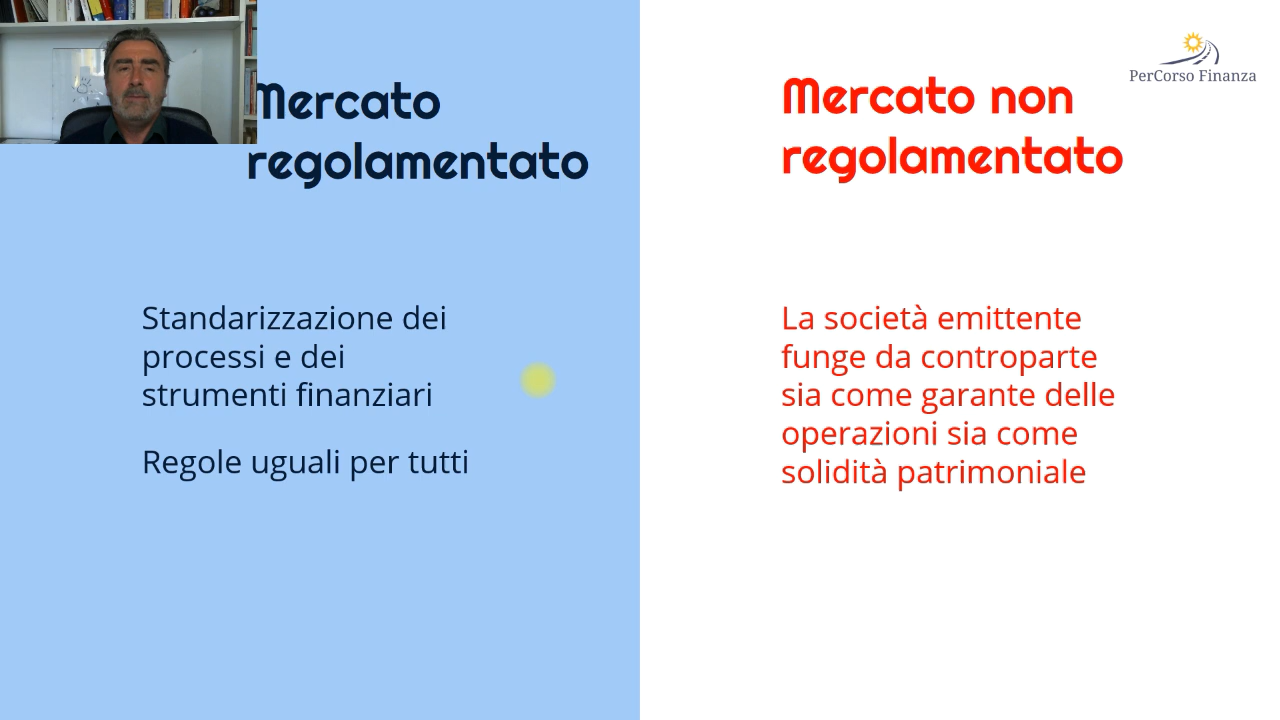 Mercato
regolamentato
Standarizzazione dei
processi e dei
strumenti finanziari
Regole uguali per tutti
Mercato non
regolamentato
PerCorso Finanza
La società emittente
funge da controparte
sia come garante delle
operazioni sia come
solidità patrimoniale